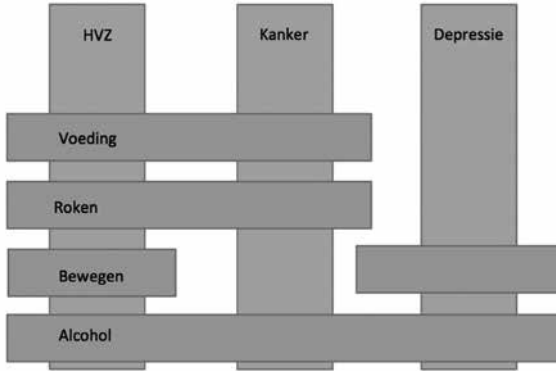 HVZ
Kanker
Depressie
Voeding
Roken
Bewegen
Alcohol